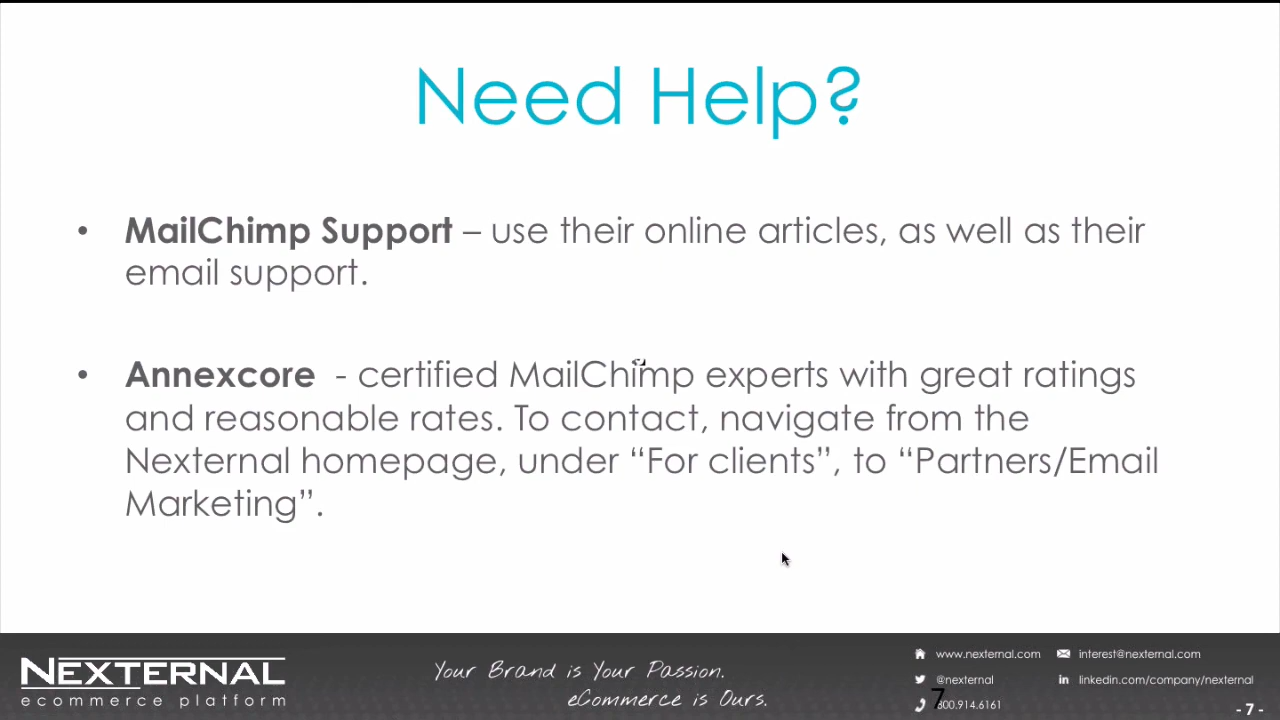 Need Help?
• MailChimp Support – use their online articles, as well as their
email support.
• Annexcore - certified MailChimp experts with great ratings
and reasonable rates. To contact, navigate from the
Nexternal homepage, under “For clients”, to “Partners/Email
Marketing”.
NEXTERNAL
ecommerce platform
Your Brand is Your Passion.
eCommerce is Ours.
www.nexternal.com
interest@nexternal.com
@nexternal
linkedin.com/company/nexternal
7
00.914.6161
- 7 -